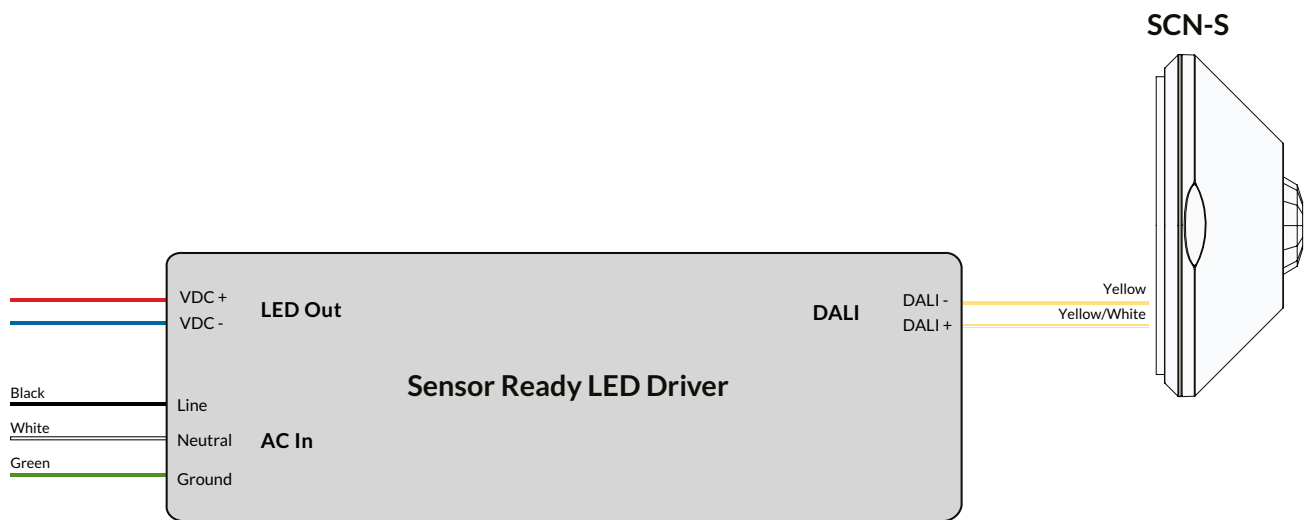 SCN-S
VDC +
VDC -
LED Out
DALI
DALI -
DALI +
Yellow
Yellow/White
Sensor Ready LED Driver
Black
Line
White
Neutral
AC In
Green
Ground